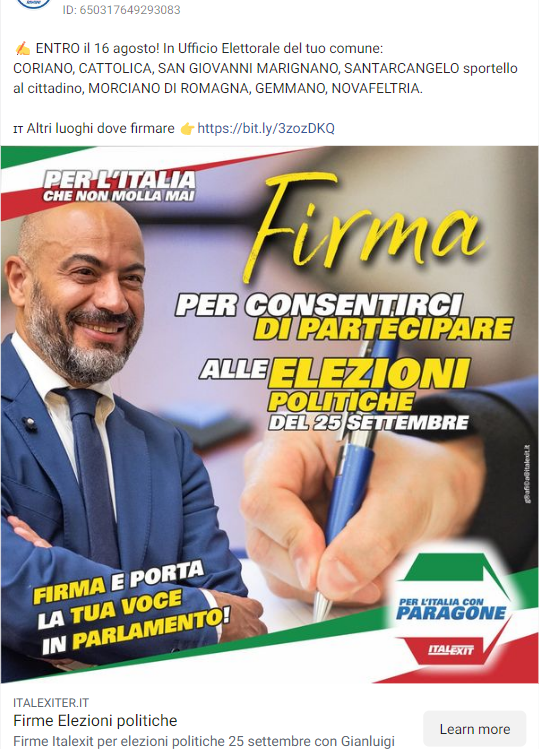 ID: 650317649293083
✍️ ENTRO il 16 agosto! In Ufficio Elettorale del tuo comune:
CORIANO, CATTOLICA, SAN GIOVANNI MARIGNANO, SANTARCANGELO sportello
al cittadino, MORCIANO DI ROMAGNA, GEMMANO, NOVAFELTRIA.
IT Altri luoghi dove firmare 👉 https://bit.ly/3zozDKQ
PER L'ITALIA
CHE NON MOLLA MAI
Firma
PER CONSENTIRCI
DI PARTECIPARE
ALLE ELEZIONI
POLITICHE
DEL 25 SETTEMBRE
grafica@italexit.it
FIRMA E PORTA
LA TUA VOCE
IN PARLAMENTO!
PER L'ITALIA CON
PARAGONE
ITALEXIT
ITALEXITER.IT
Firme Elezioni politiche
Firme Italexit per elezioni politiche 25 settembre con Gianluigi
Learn more